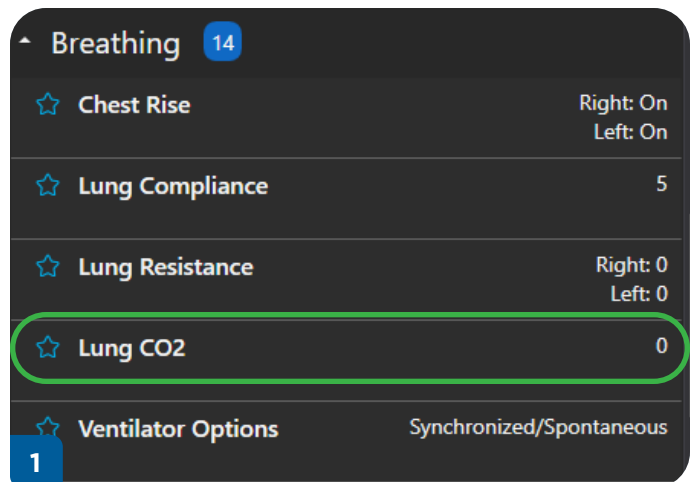 Breathing 14
Chest Rise Right: On
Left: On
Lung Compliance 5
Lung Resistance Right: 0
Left: 0
Lung CO2 0
Ventilator Options Synchronized/Spontaneous
1